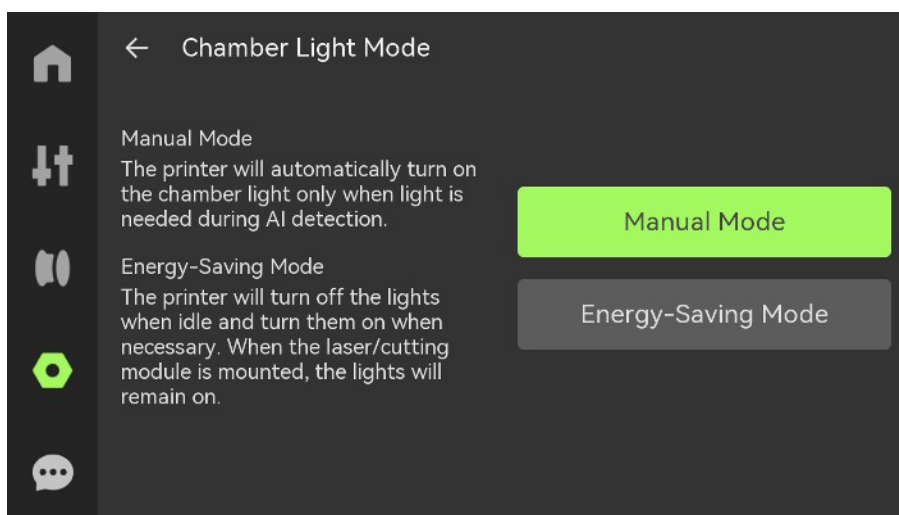 Chamber Light Mode
Manual Mode
The printer will automatically turn on
the chamber light only when light is
needed during AI detection.
Energy-Saving Mode
The printer will turn off the lights
when idle and turn them on when
necessary. When the laser/cutting
module is mounted, the lights will
remain on.
Manual Mode
Energy-Saving Mode